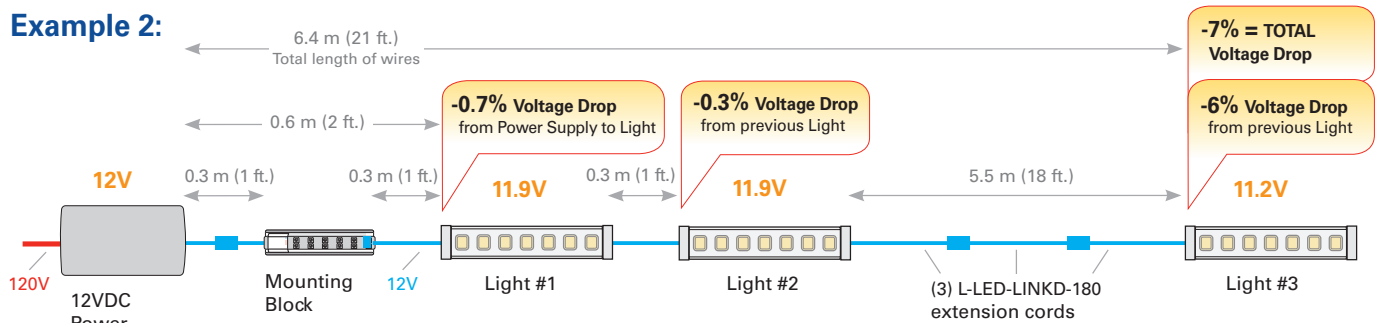 Example 2:
6.4 m (21 ft.)
Total length of wires
-7% = TOTAL
Voltage Drop
-0.7% Voltage Drop
from Power Supply to Light
-0.3% Voltage Drop
from previous Light
-6% Voltage Drop
from previous Light
0.6 m (2 ft.)
12V
0.3 m (1 ft.)
0.3 m (1 ft.)
11.9V
0.3 m (1 ft.)
11.9V
5.5 m (18 ft.)
11.2V
120V
12VDC
Power
Mounting
Block
12V
Light #1
Light #2
(3) L-LED-LINKD-180
extension cords
Light #3